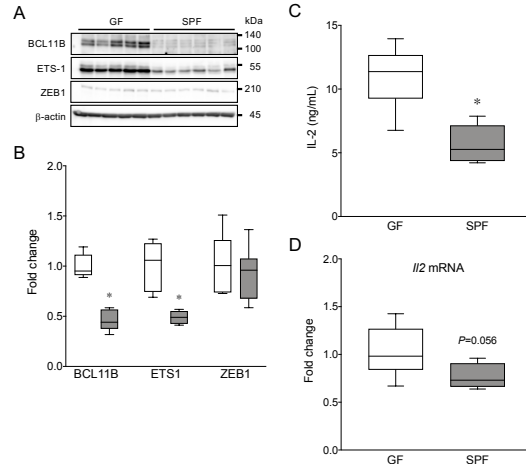 A
GF SPF kDa
BCL11B
140
100
ETS-1
55
ZEB1
210
β-actin
45
B
Fold change
2.0
1.5
1.0
0.5
0.0
*
*
BCL11B ETS1 ZEB1
C
IL-2 (ng/mL)
15
10
5
0
*
GF SPF
D
Il2 mRNA
Fold change
2.0
1.5
1.0
0.5
0.0
P=0.056
GF SPF